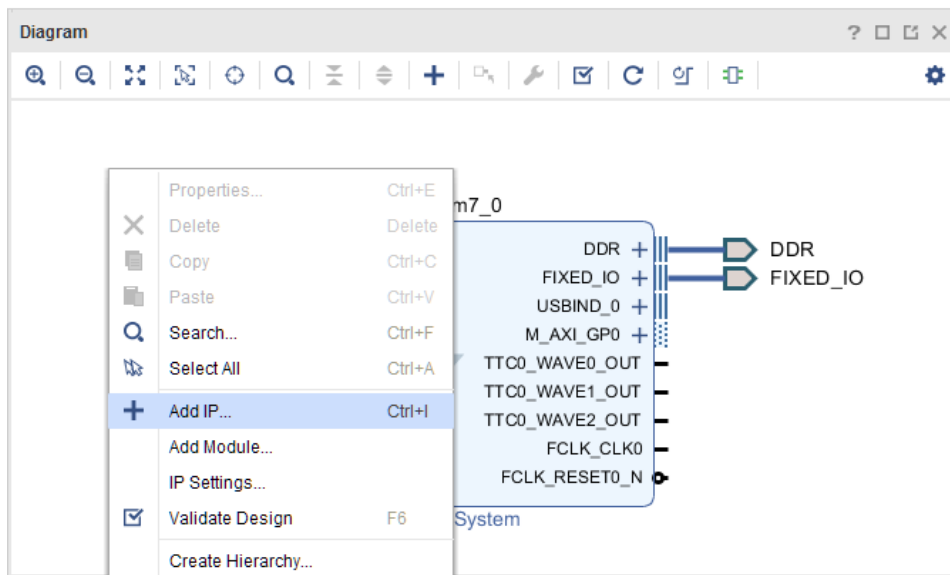 Diagram
Properties... Ctrl+E
Delete Delete
Copy Ctrl+C
Paste Ctrl+V
Search... Ctrl+F
Select All Ctrl+A
Add IP... Ctrl+I
Add Module...
IP Settings...
Validate Design F6
Create Hierarchy...
m7_0
DDR
FIXED_IO
USBIND_0
M_AXI_GP0
TTC0_WAVE0_OUT
TTC0_WAVE1_OUT
TTC0_WAVE2_OUT
FCLK_CLK0
FCLK_RESET0_N
System
DDR
FIXED_IO